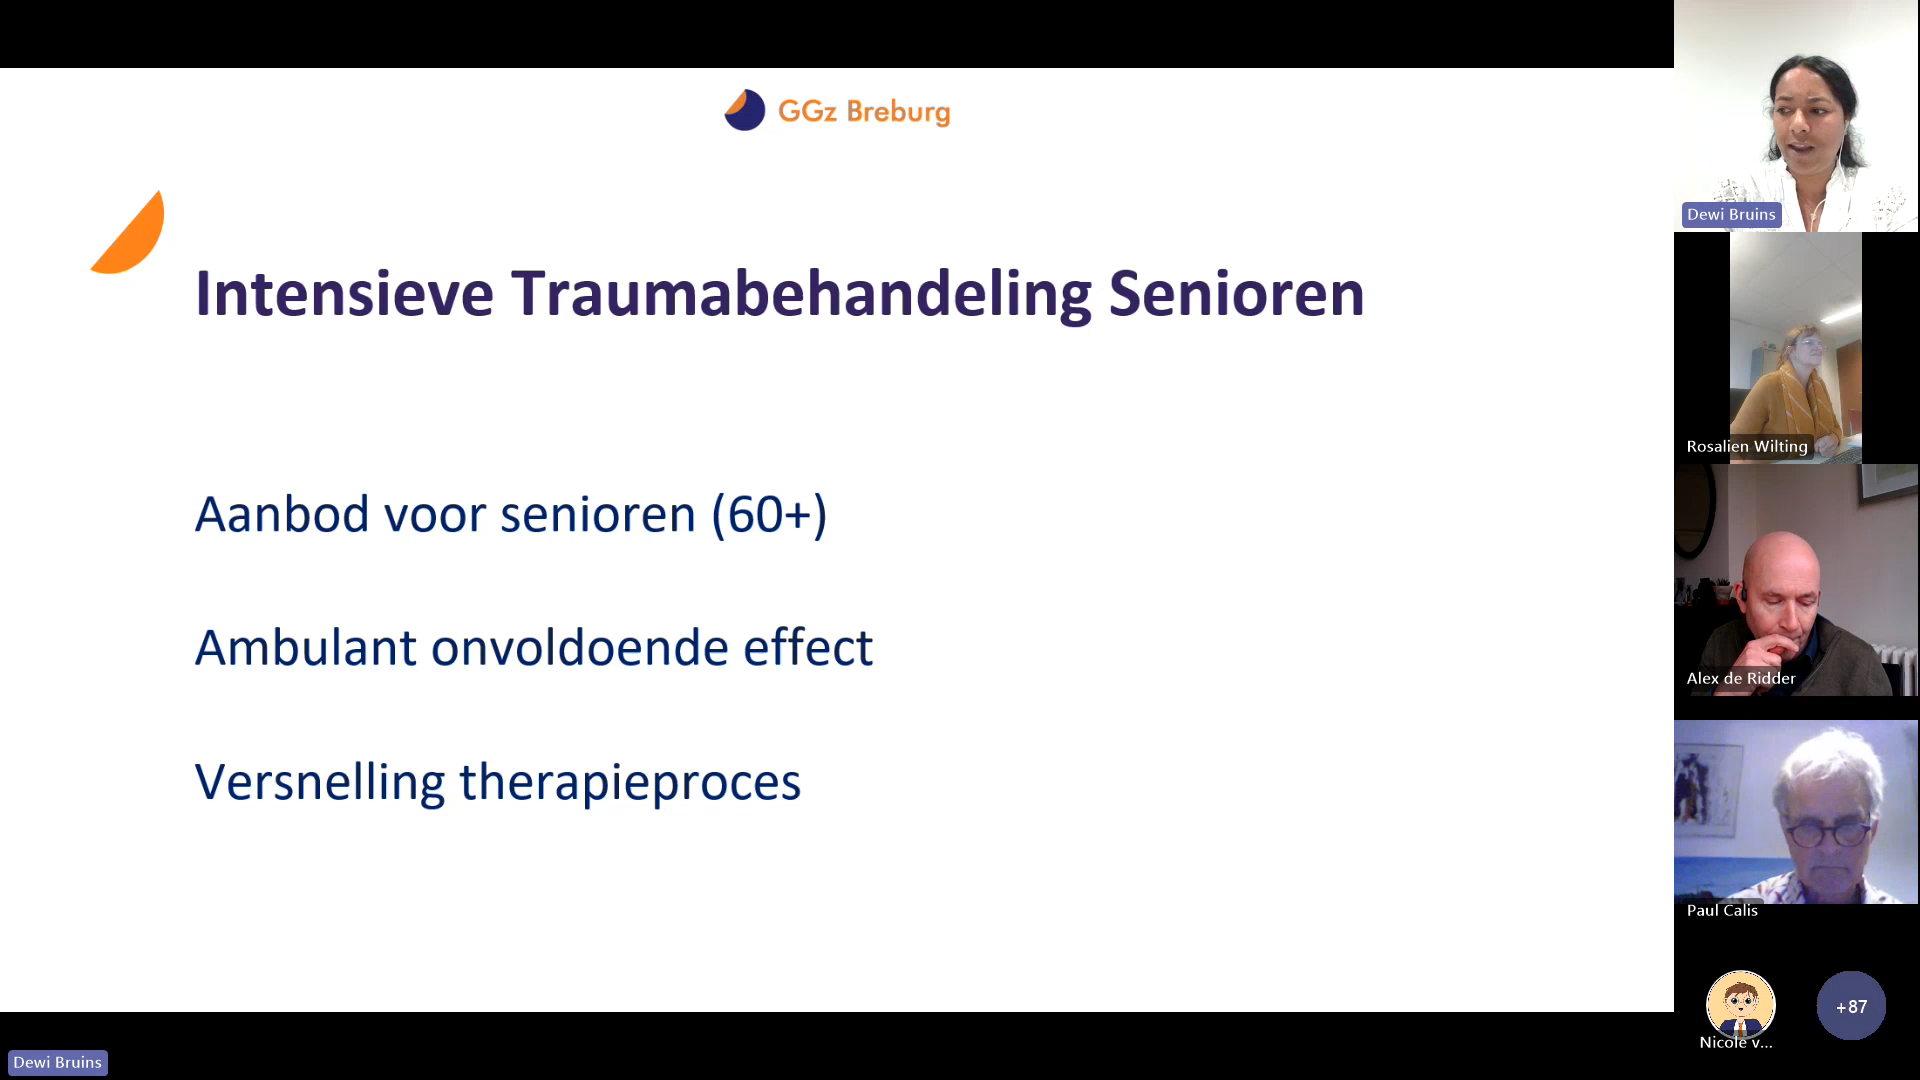 GGz Breburg
Intensieve Traumabehandeling Senioren
Aanbod voor senioren (60+)
Ambulant onvoldoende effect
Versnelling therapieproces
Dewi Bruins
Rosalien Wilting
Alex de Ridder
Paul Calis
Nicole v...
+87
Dewi Bruins